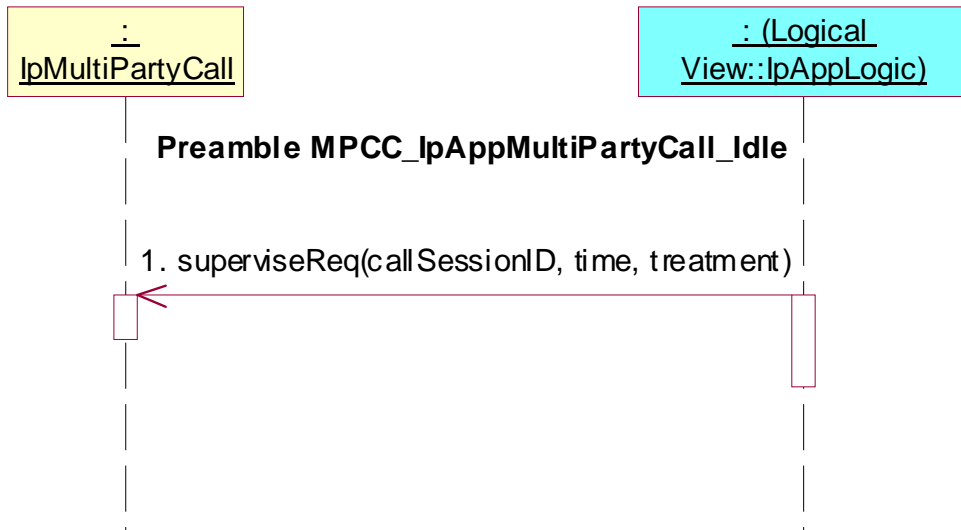 :
IpMultiPartyCall
: (Logical
View::IpAppLogic)
Preamble MPCC_IpAppMultiPartyCall_Idle
1. superviseReq(callSessionID, time, treatment)